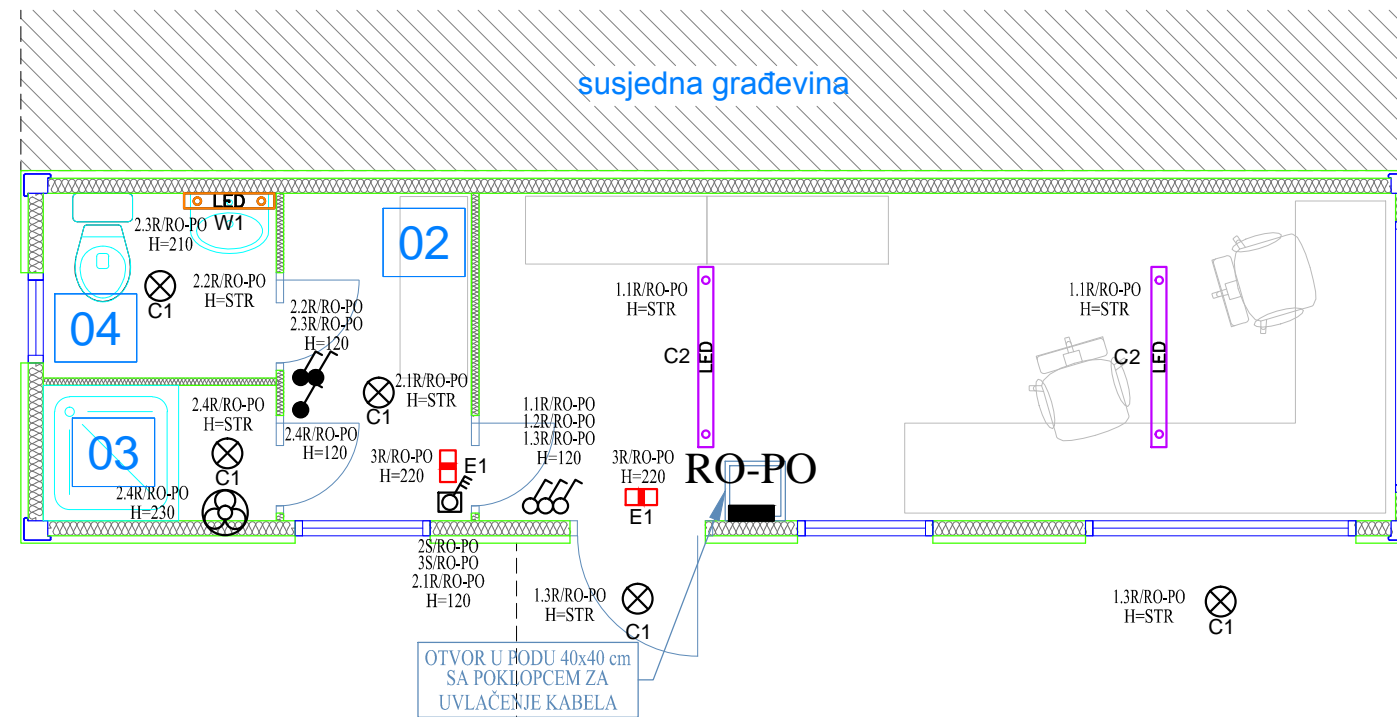 susjedna građevina
LED
W1
2.3R/RO-PO
H=210
02
2.2R/RO-PO
H=STR
C1
04
2.2R/RO-PO
2.3R/RO-PO
H=120
1.1R/RO-PO
H=STR
C2
LED
1.1R/RO-PO
H=STR
C2
LED
2.1R/RO-PO
H=STR
C1
2.4R/RO-PO
H=STR
C1
03
2.4R/RO-PO
H=120
2.4R/RO-PO
H=230
1.1R/RO-PO
1.2R/RO-PO
1.3R/RO-PO
H=120
3R/RO-PO
H=220
E1
3R/RO-PO
H=220
E1
RO-PO
2S/RO-PO
3S/RO-PO
2.1R/RO-PO
H=120
1.3R/RO-PO
H=STR
C1
1.3R/RO-PO
H=STR
C1
OTVOR U PODU 40x40 cm
SA POKLOPCEM ZA
UVLAČENJE KABELA